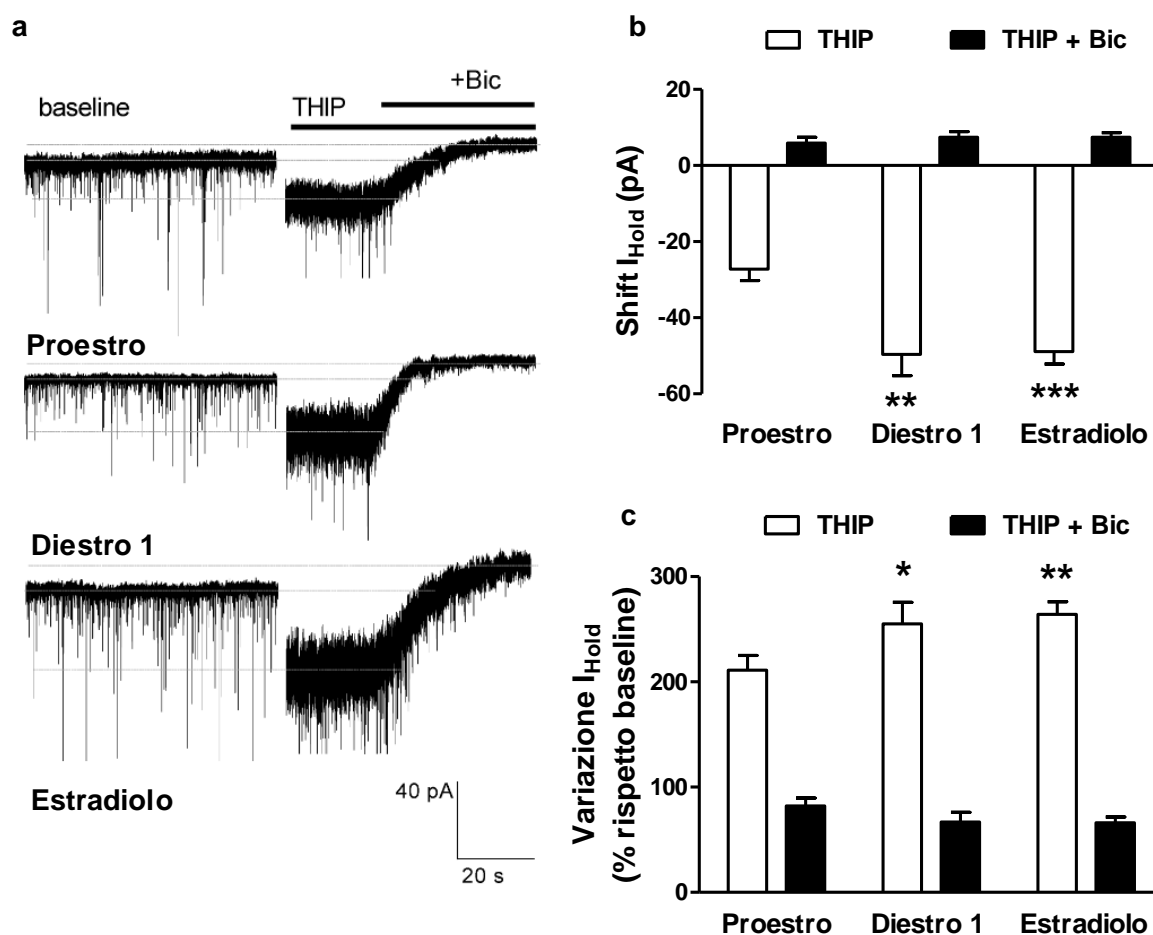 a
baseline
THIP
+Bic
Proestro
Diestro 1
Estradiolo
40 pA
20 s
b
THIP
THIP + Bic
Shift I_Hold (pA)
20
0
-20
-40
-60
**
***
Proestro
Diestro 1
Estradiolo
c
THIP
THIP + Bic
Variazione I_Hold
(% rispetto baseline)
300
200
100
0
*
**
Proestro
Diestro 1
Estradiolo